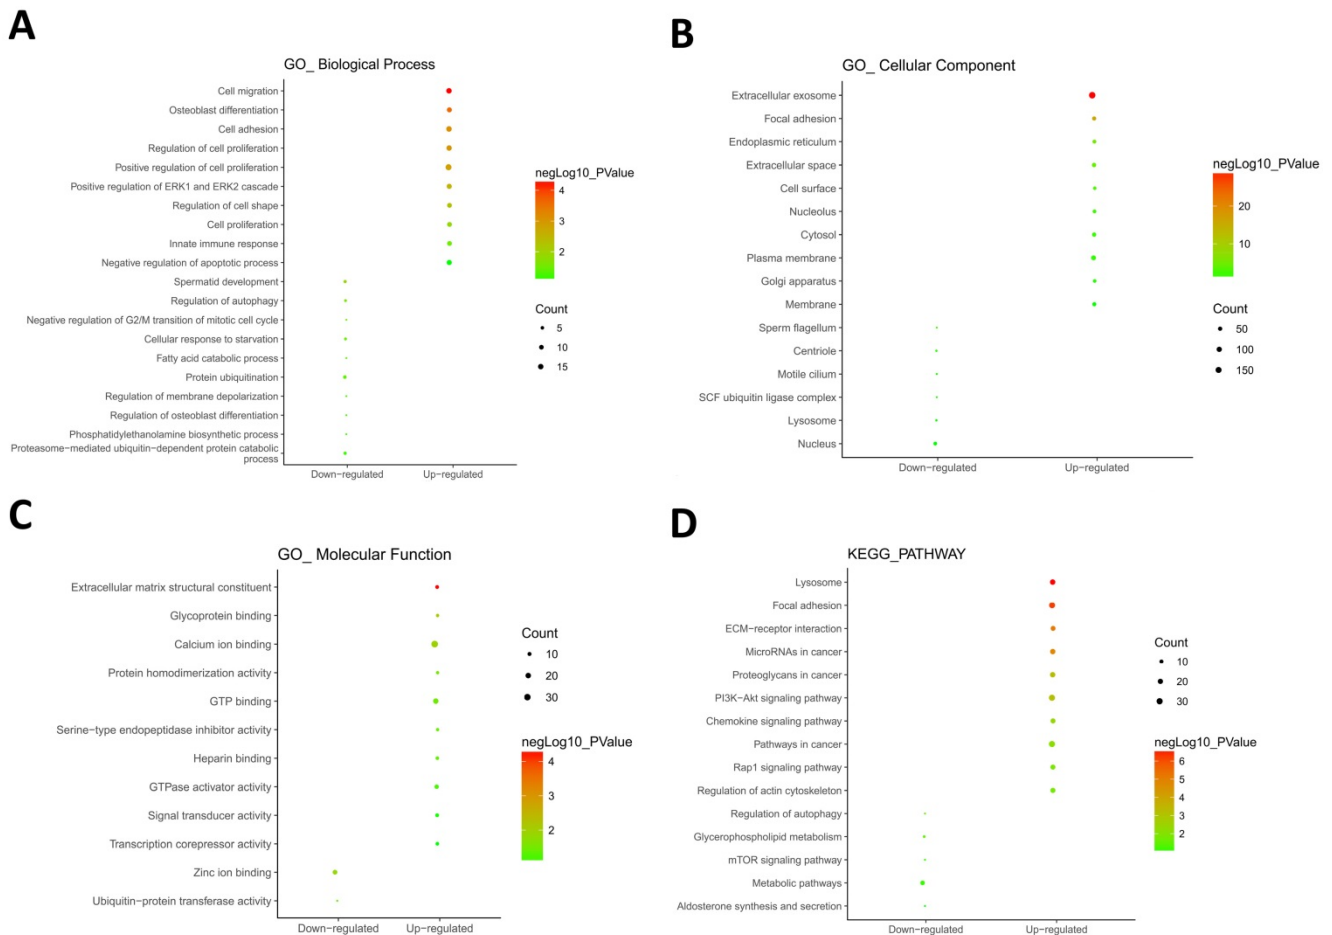 A
GO_ Biological Process
Cell migration
Osteoblast differentiation
Cell adhesion
Regulation of cell proliferation
Positive regulation of cell proliferation
Positive regulation of ERK1 and ERK2 cascade
Regulation of cell shape
Cell proliferation
Innate immune response
Negative regulation of apoptotic process
Spermatid development
Regulation of autophagy
Negative regulation of G2/M transition of mitotic cell cycle
Cellular response to starvation
Fatty acid catabolic process
Protein ubiquitination
Regulation of membrane depolarization
Regulation of osteoblast differentiation
Phosphatidylethanolamine biosynthetic process
Proteasome−mediated ubiquitin−dependent protein catabolic
process
Down−regulated
Up−regulated
negLog10_PValue
4
3
2
Count
5
10
15
B
GO_ Cellular Component
Extracellular exosome
Focal adhesion
Endoplasmic reticulum
Extracellular space
Cell surface
Nucleolus
Cytosol
Plasma membrane
Golgi apparatus
Membrane
Sperm flagellum
Centriole
Motile cilium
SCF ubiquitin ligase complex
Lysosome
Nucleus
Down−regulated
Up−regulated
negLog10_PValue
20
10
Count
50
100
150
C
GO_ Molecular Function
Extracellular matrix structural constituent
Glycoprotein binding
Calcium ion binding
Protein homodimerization activity
GTP binding
Serine−type endopeptidase inhibitor activity
Heparin binding
GTPase activator activity
Signal transducer activity
Transcription corepressor activity
Zinc ion binding
Ubiquitin−protein transferase activity
Down−regulated
Up−regulated
Count
10
20
30
negLog10_PValue
4
3
2
D
KEGG_PATHWAY
Lysosome
Focal adhesion
ECM−receptor interaction
MicroRNAs in cancer
Proteoglycans in cancer
PI3K−Akt signaling pathway
Chemokine signaling pathway
Pathways in cancer
Rap1 signaling pathway
Regulation of actin cytoskeleton
Regulation of autophagy
Glycerophospholipid metabolism
mTOR signaling pathway
Metabolic pathways
Aldosterone synthesis and secretion
Down−regulated
Up−regulated
Count
10
20
30
negLog10_PValue
6
5
4
3
2